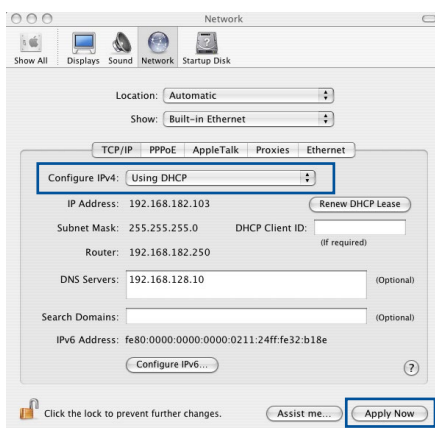 Network
Show All Displays Sound Network Startup Disk
Location: Automatic
Show: Built-in Ethernet
TCP/IP PPPoE AppleTalk Proxies Ethernet
Configure IPv4: Using DHCP
IP Address: 192.168.182.103 Renew DHCP Lease
Subnet Mask: 255.255.255.0 DHCP Client ID:
(If required)
Router: 192.168.182.250
DNS Servers: 192.168.128.10 (Optional)
Search Domains: (Optional)
IPv6 Address: fe80:0000:0000:0000:0211:24ff:fe32:b18e
Configure IPv6... ?
Click the lock to prevent further changes. Assist me... Apply Now